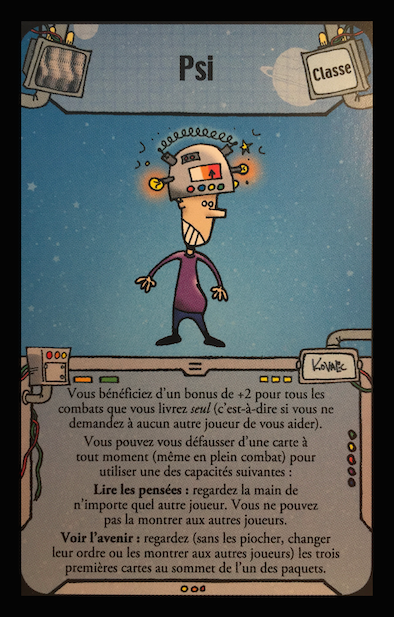 Psi
Classe
KOVALIC
Vous bénéficiez d'un bonus de +2 pour tous les
combats que vous livrez seul (c'est-à-dire si vous ne
demandez à aucun autre joueur de vous aider).
Vous pouvez vous défausser d'une carte à
tout moment (même en plein combat) pour
utiliser une des capacités suivantes :
Lire les pensées : regardez la main de
n'importe quel autre joueur. Vous ne pouvez
pas la montrer aux autres joueurs.
Voir l'avenir : regardez (sans les piocher, changer
leur ordre ou les montrer aux autres joueurs) les trois
premières cartes au sommet de l'un des paquets.